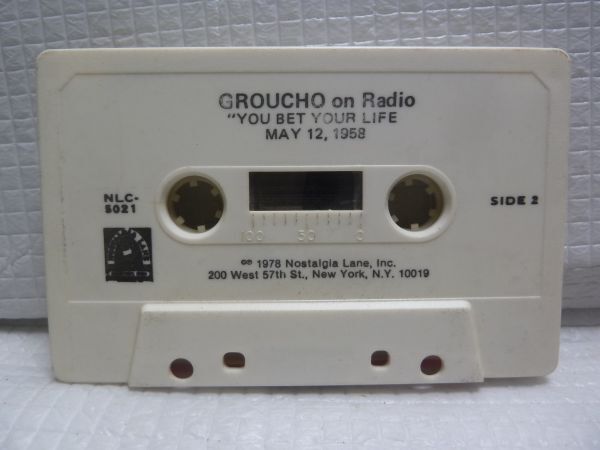 GROUCHO on Radio
"YOU BET YOUR LIFE
MAY 12, 1958
NLC-
5021
SIDE 2
100 50 0
℗ 1978 Nostalgia Lane, Inc.
200 West 57th St., New York, N.Y. 10019